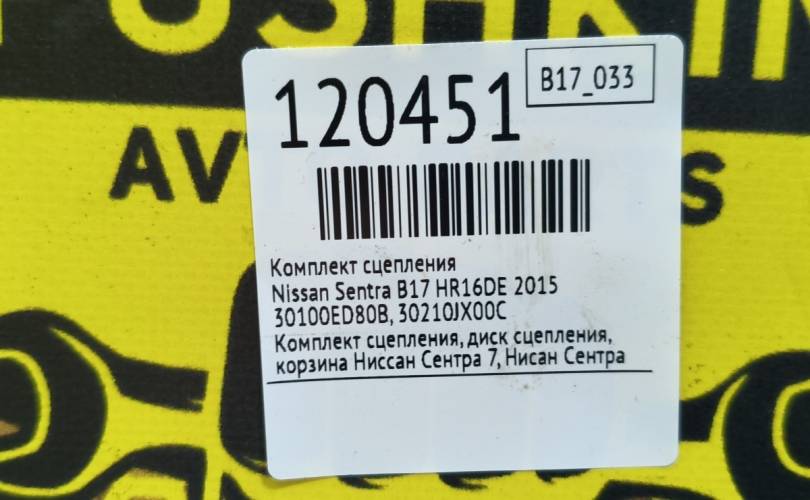 PUSHKIN
120451
B17_033
Комплект сцепления
Nissan Sentra B17 HR16DE 2015
30100ED80B, 30210JX00C
Комплект сцепления, диск сцепления,
корзина Ниссан Сентра 7, Нисан Сентра